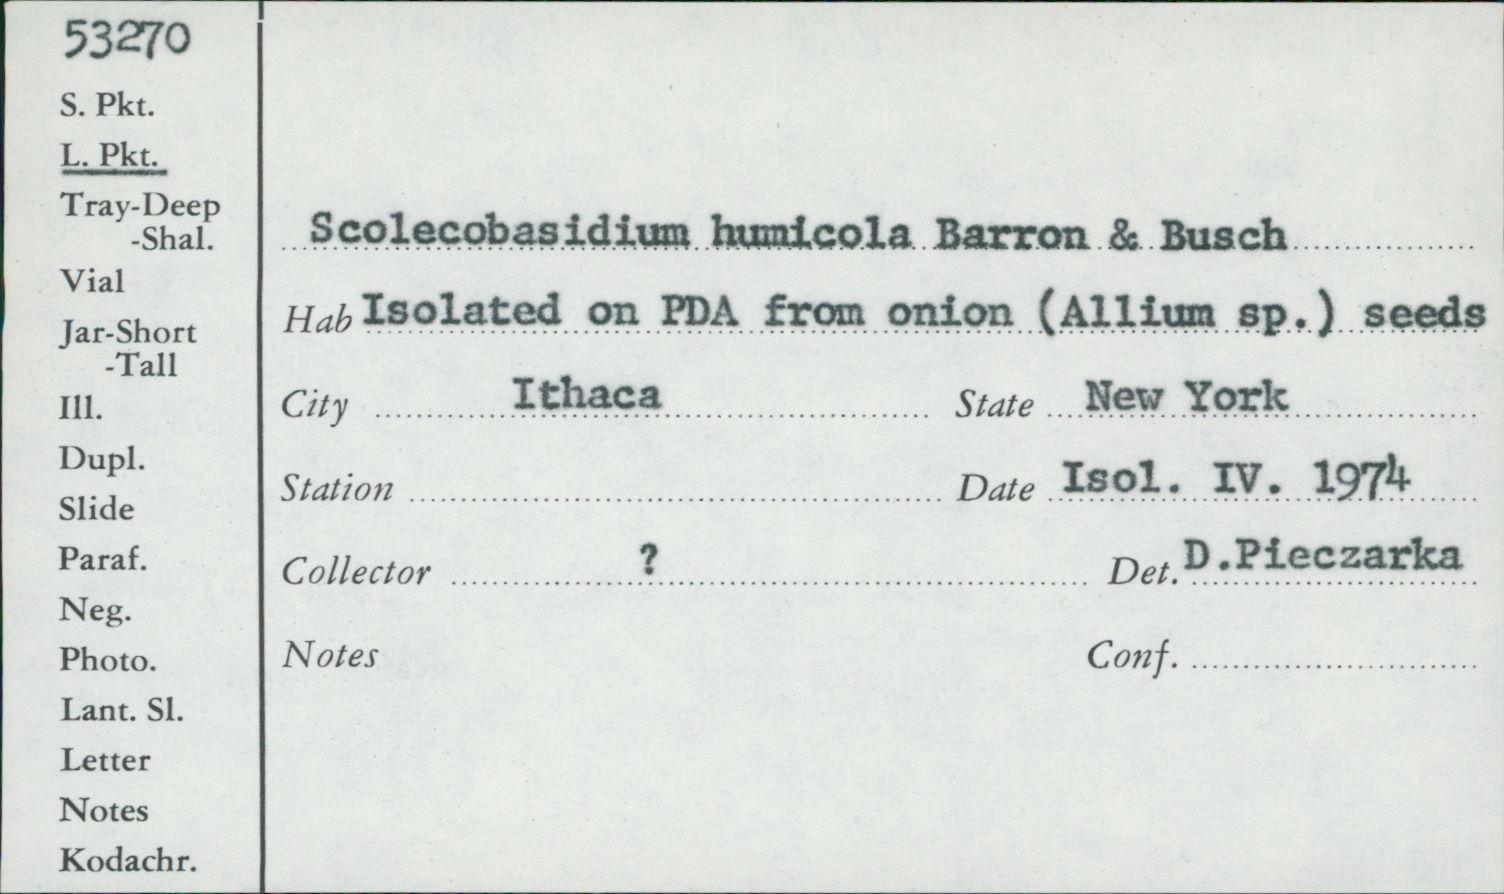 53270
S. Pkt.
L. Pkt.
Tray-Deep
-Shal.
Vial
Jar-Short
-Tall
Ill.
Dupl.
Slide
Paraf.
Neg.
Photo.
Lant. Sl.
Letter
Notes
Kodachr.
Scolecobasidium humicola Barron & Busch
Hab Isolated on PDA from onion (Allium sp.) seeds
City Ithaca State New York
Station Date Isol. IV. 1974
Collector ? Det. D.Pieczarka
Notes Conf.